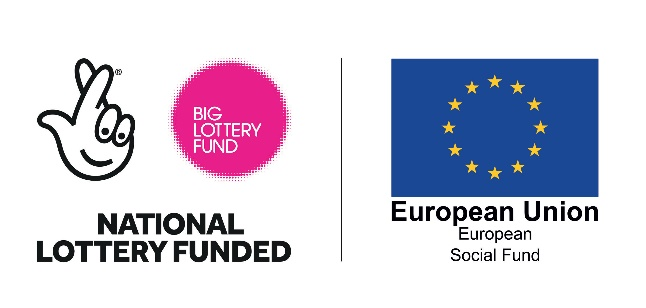 BIG
LOTTERY
FUND
®
NATIONAL
LOTTERY FUNDED
European Union
European
Social Fund